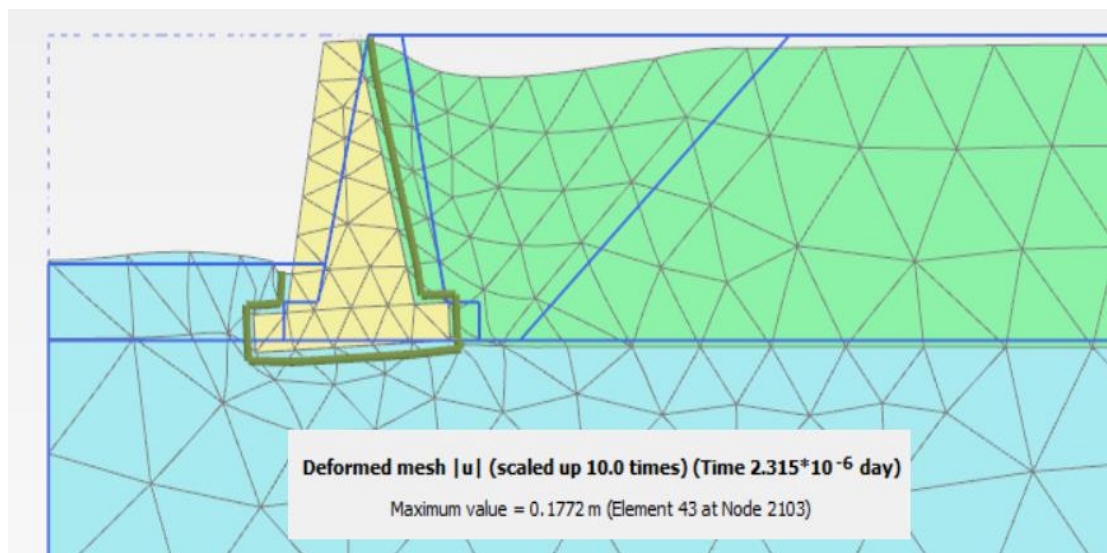 Deformed mesh |u| (scaled up 10.0 times) (Time 2.315*10⁻⁶ day)
Maximum value = 0.1772 m (Element 43 at Node 2103)